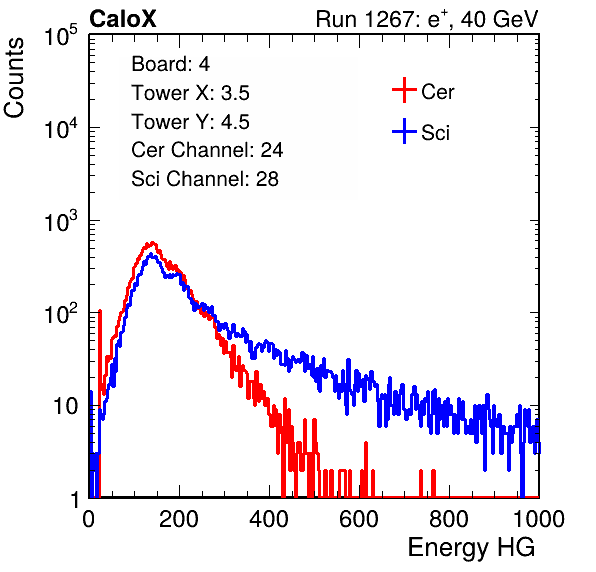 CaloX Run 1267: e⁺, 40 GeV
Counts
10⁵
10⁴
10³
10²
10
1
Board: 4
Tower X: 3.5
Tower Y: 4.5
Cer Channel: 24
Sci Channel: 28
Cer
Sci
0 200 400 600 800 1000
Energy HG